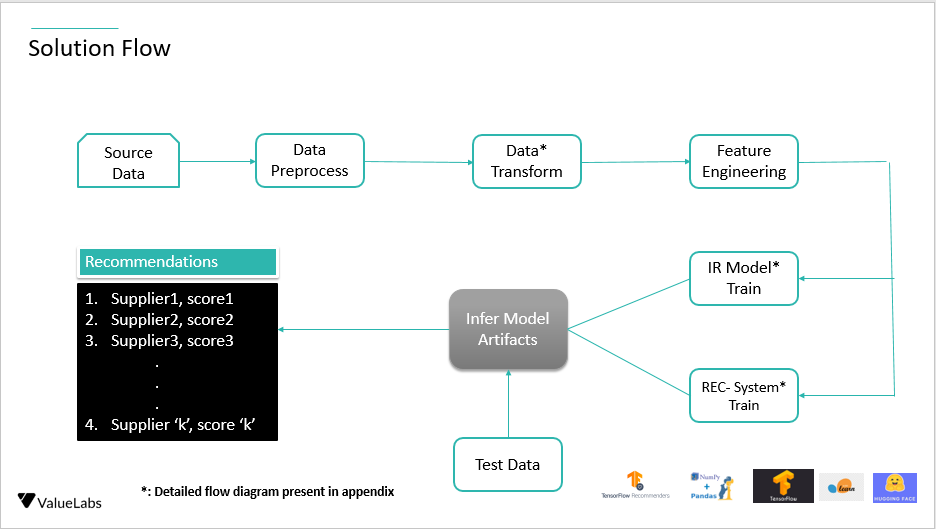 Solution Flow
Source
Data
Data
Preprocess
Data*
Transform
Feature
Engineering
Recommendations
1. Supplier1, score1
2. Supplier2, score2
3. Supplier3, score3
.
.
.
4. Supplier ‘k’, score ‘k’
Infer Model
Artifacts
IR Model*
Train
REC- System*
Train
Test Data
ValueLabs
*: Detailed flow diagram present in appendix
TensorFlow Recommenders
NumPy
+
Pandas
TensorFlow
learn
HUGGING FACE